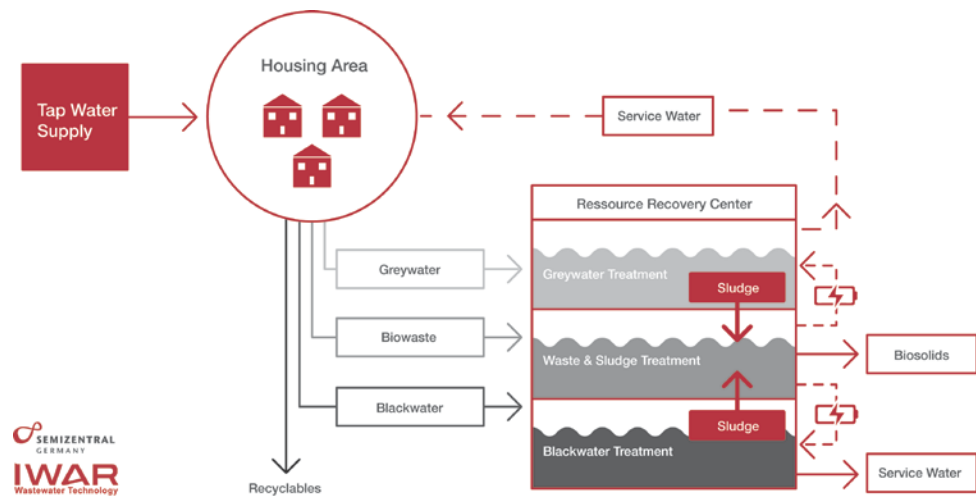 Housing Area
Tap Water
Supply
Service Water
Ressource Recovery Center
Greywater
Greywater Treatment
Sludge
Biowaste
Waste & Sludge Treatment
Biosolids
Blackwater
Sludge
Blackwater Treatment
Service Water
Recyclables
SEMIZENTRAL
GERMANY
IWAR
Wastewater Technology